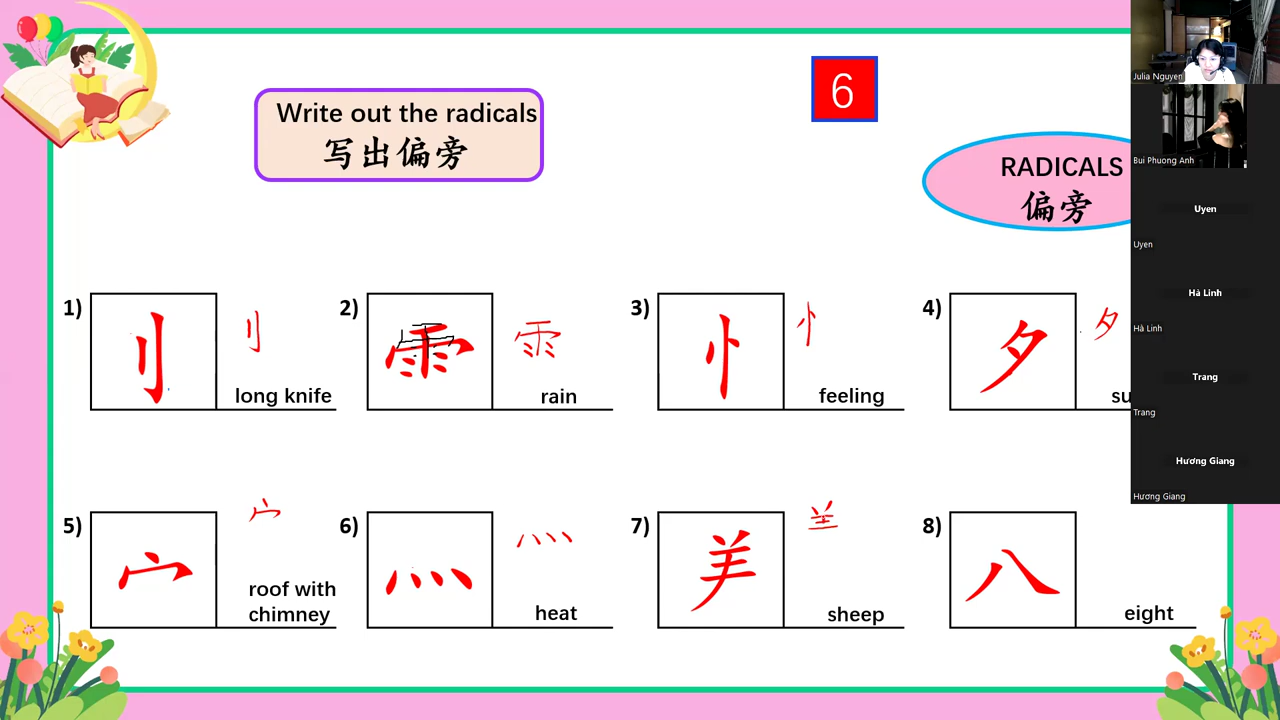 Write out the radicals
写出偏旁
6
RADICALS
偏旁
1) 刂 刂 long knife
2) ⻗ ⻗ rain
3) 忄 忄 feeling
4) 夕 夕 su
5) 宀 宀 roof with
chimney
6) 灬 灬 heat
7) ⺶ sheep
8) 八 eight
Julia Nguyen
Bui Phuong Anh
Uyen
Uyen
Hà Linh
Hà Linh
Trang
Trang
Hương Giang
Hương Giang